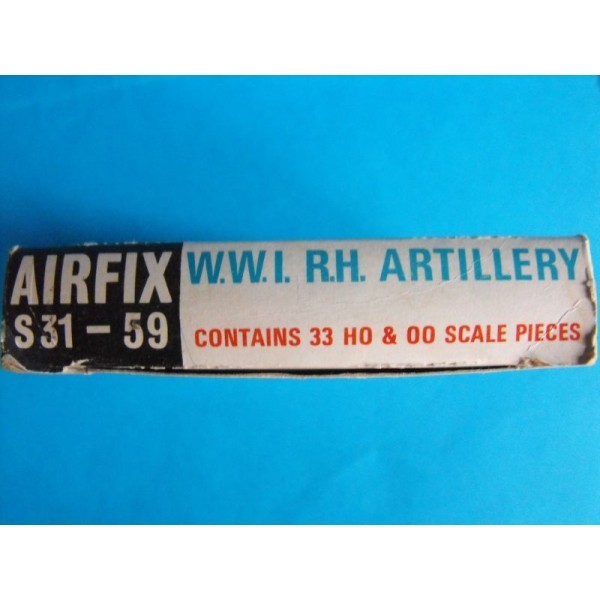 AIRFIX
S31-59
W.W.I. R.H. ARTILLERY
CONTAINS 33 HO & OO SCALE PIECES